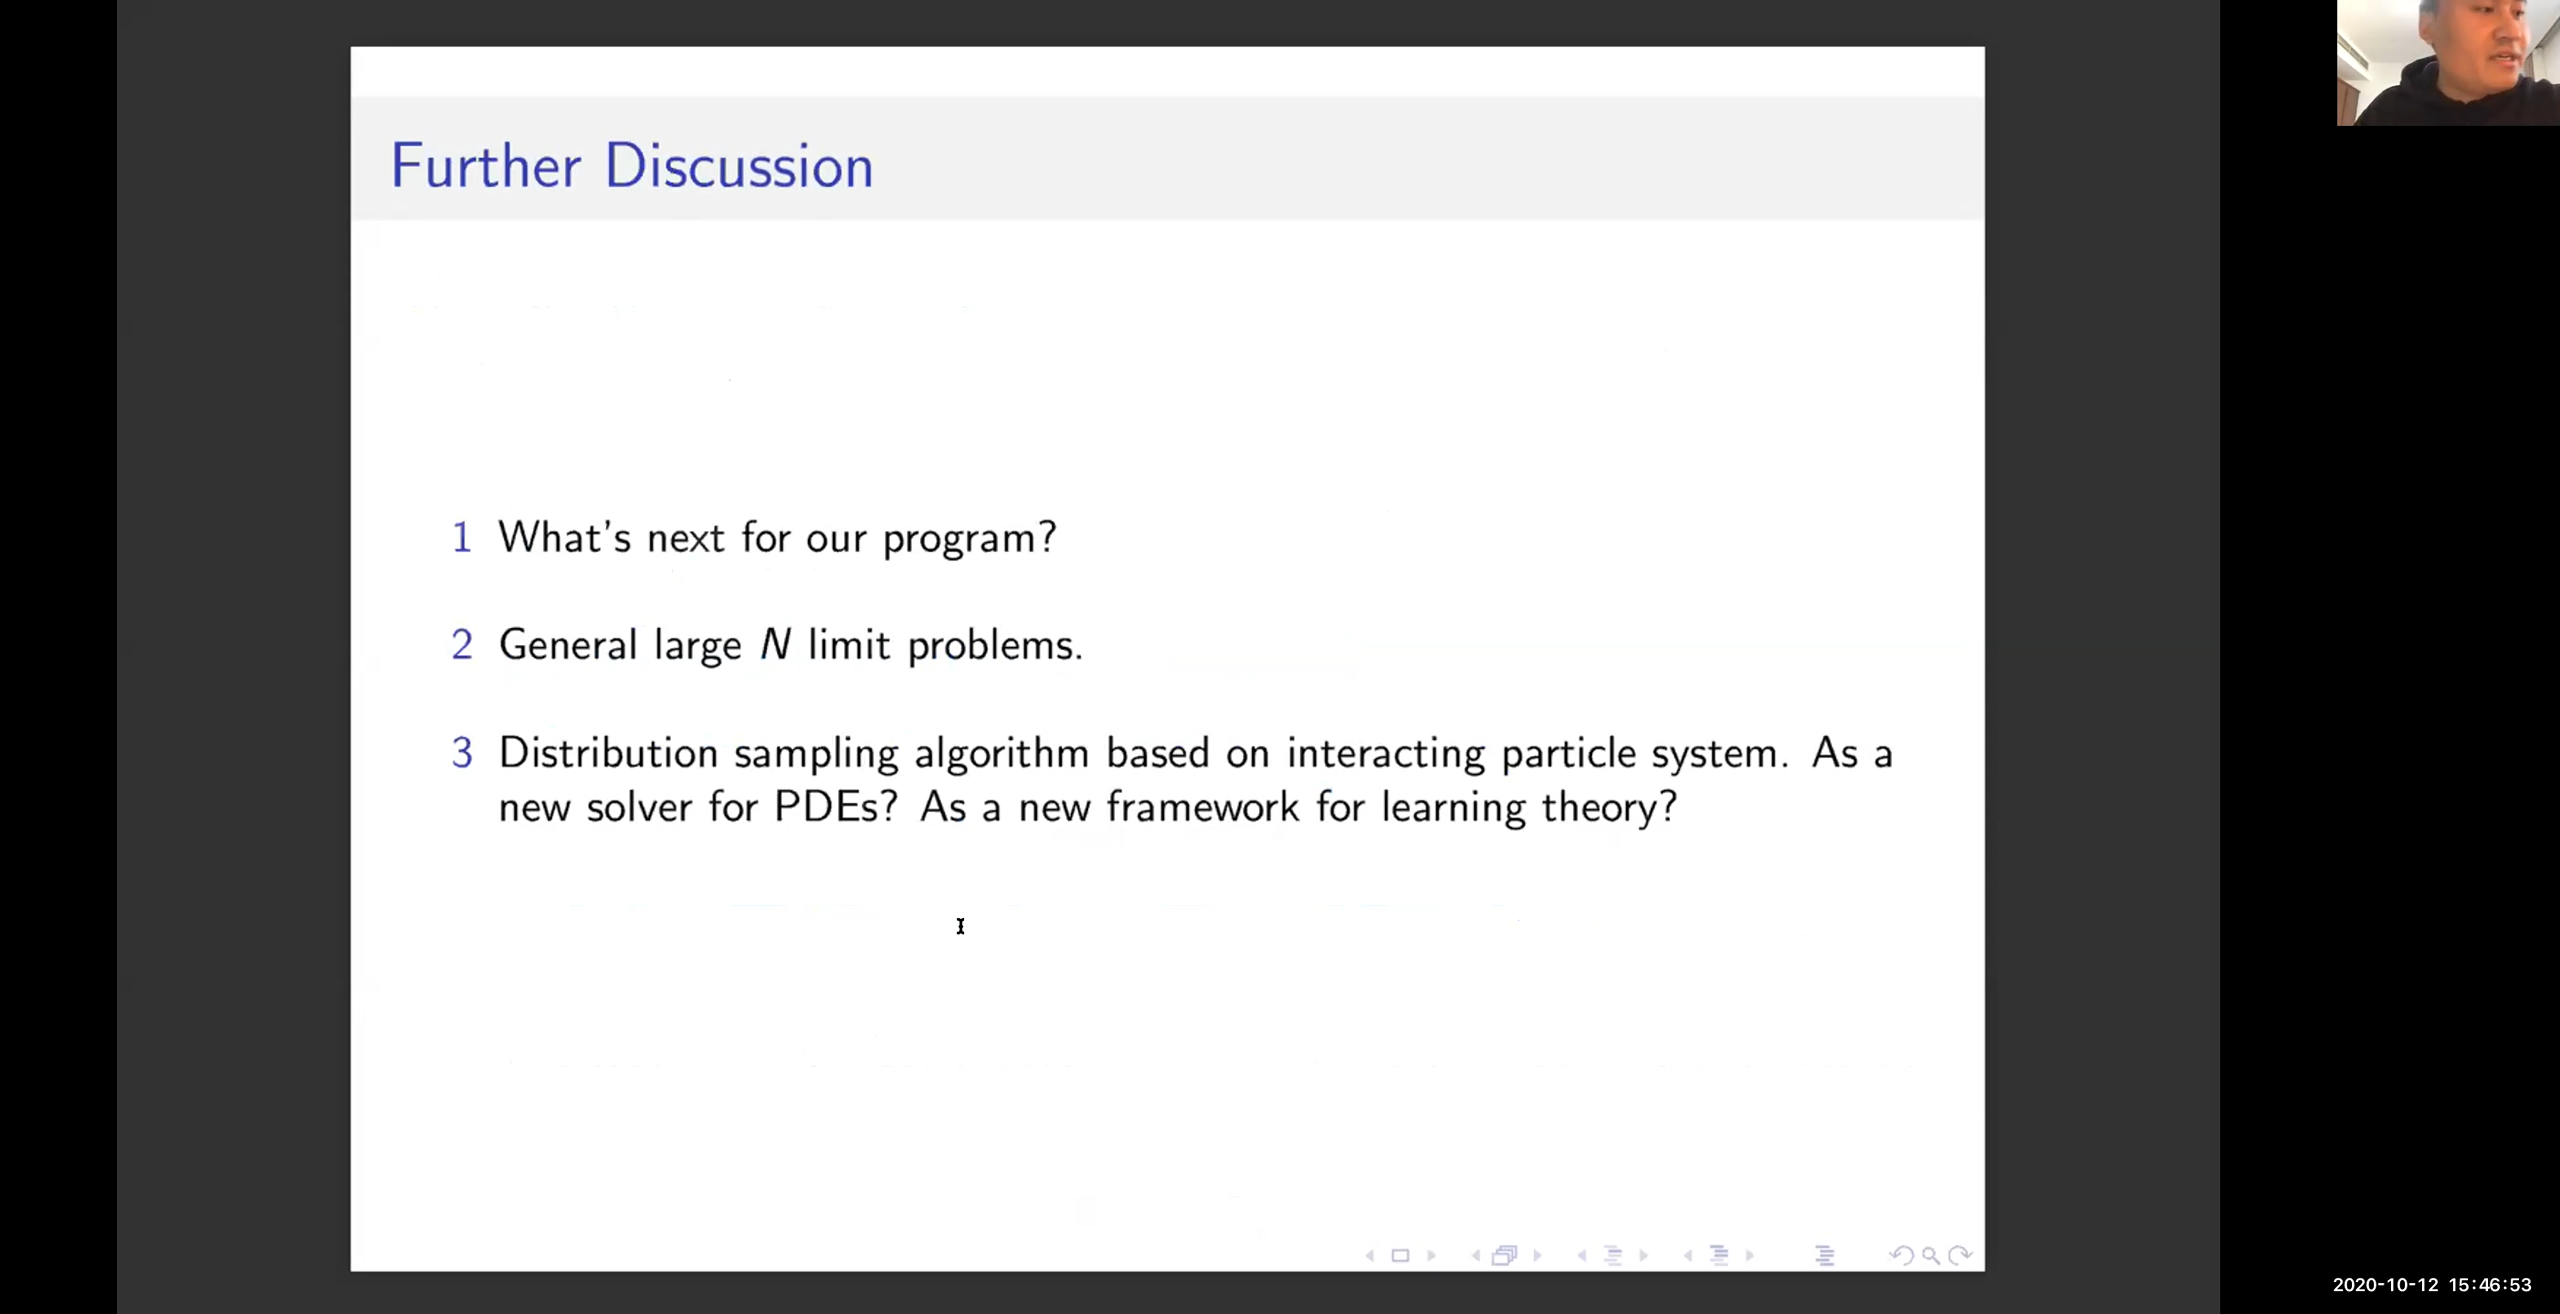 Further Discussion
1 What's next for our program?
2 General large N limit problems.
3 Distribution sampling algorithm based on interacting particle system. As a
new solver for PDEs? As a new framework for learning theory?
2020-10-12 15:46:53